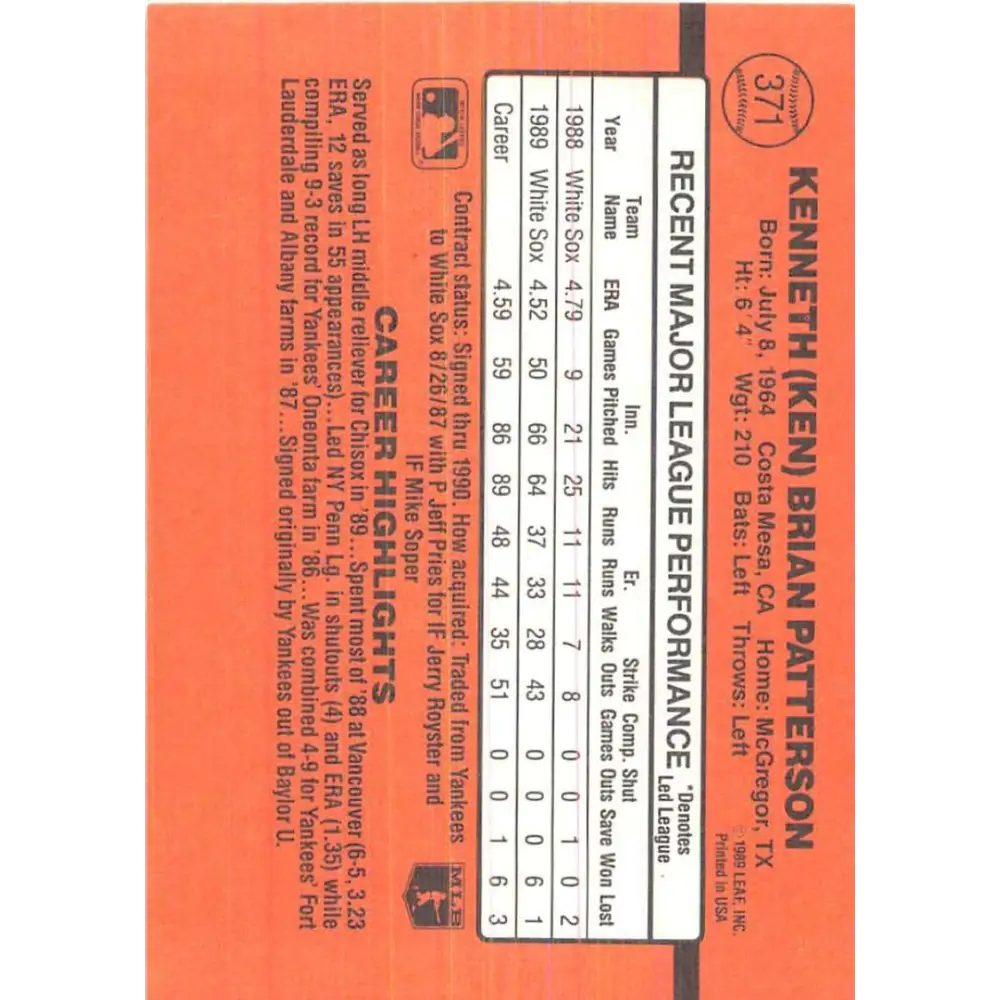 371
KENNETH (KEN) BRIAN PATTERSON
Born: July 8, 1964 Costa Mesa, CA Home: McGregor, TX
Ht: 6' 4" Wgt: 210 Bats: Left Throws: Left
© 1989 LEAF, INC.
Printed in USA
RECENT MAJOR LEAGUE PERFORMANCE
*Denotes
Led League
Team Inn. Er. Strike Comp. Shut
Year Name ERA Games Pitched Hits Runs Runs Walks Outs Games Outs Save Won Lost
1988 White Sox 4.79 9 21 25 11 11 7 8 0 0 1 0 2
1989 White Sox 4.52 50 66 64 37 33 28 43 0 0 0 6 1
Career 4.59 59 86 89 48 44 35 51 0 0 1 6 3
Contract status: Signed thru 1990. How acquired: Traded from Yankees
to White Sox 8/26/87 with P Jeff Pries for IF Jerry Royster and
IF Mike Soper
MLB
CAREER HIGHLIGHTS
Served as long LH middle reliever for Chisox in '89...Spent most of '88 at Vancouver (6-5, 3.23
ERA, 12 saves in 55 appearances)...Led NY Penn Lg. in shutouts (4) and ERA (1.35) while
compiling 9-3 record for Yankees' Oneonta farm in '86...Was combined 4-9 for Yankees' Fort
Lauderdale and Albany farms in '87...Signed originally by Yankees out of Baylor U.